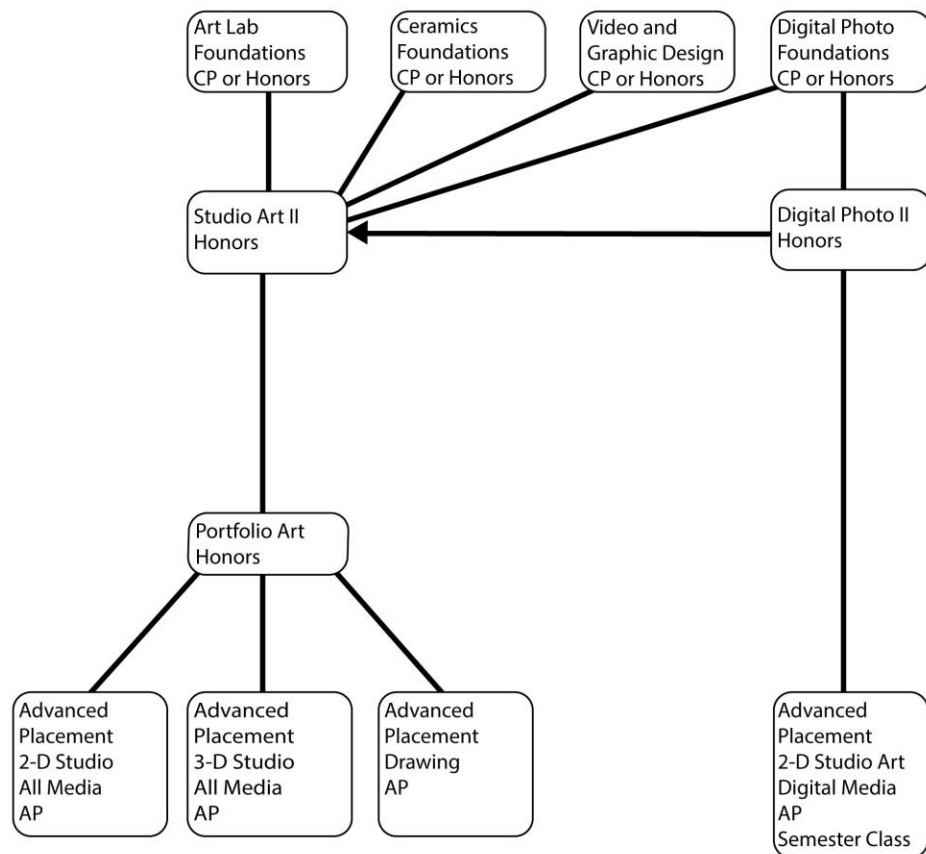 Art Lab
Foundations
CP or Honors
Ceramics
Foundations
CP or Honors
Video and
Graphic Design
CP or Honors
Digital Photo
Foundations
CP or Honors
Studio Art II
Honors
Digital Photo II
Honors
Portfolio Art
Honors
Advanced
Placement
2-D Studio
All Media
AP
Advanced
Placement
3-D Studio
All Media
AP
Advanced
Placement
Drawing
AP
Advanced
Placement
2-D Studio Art
Digital Media
AP
Semester Class